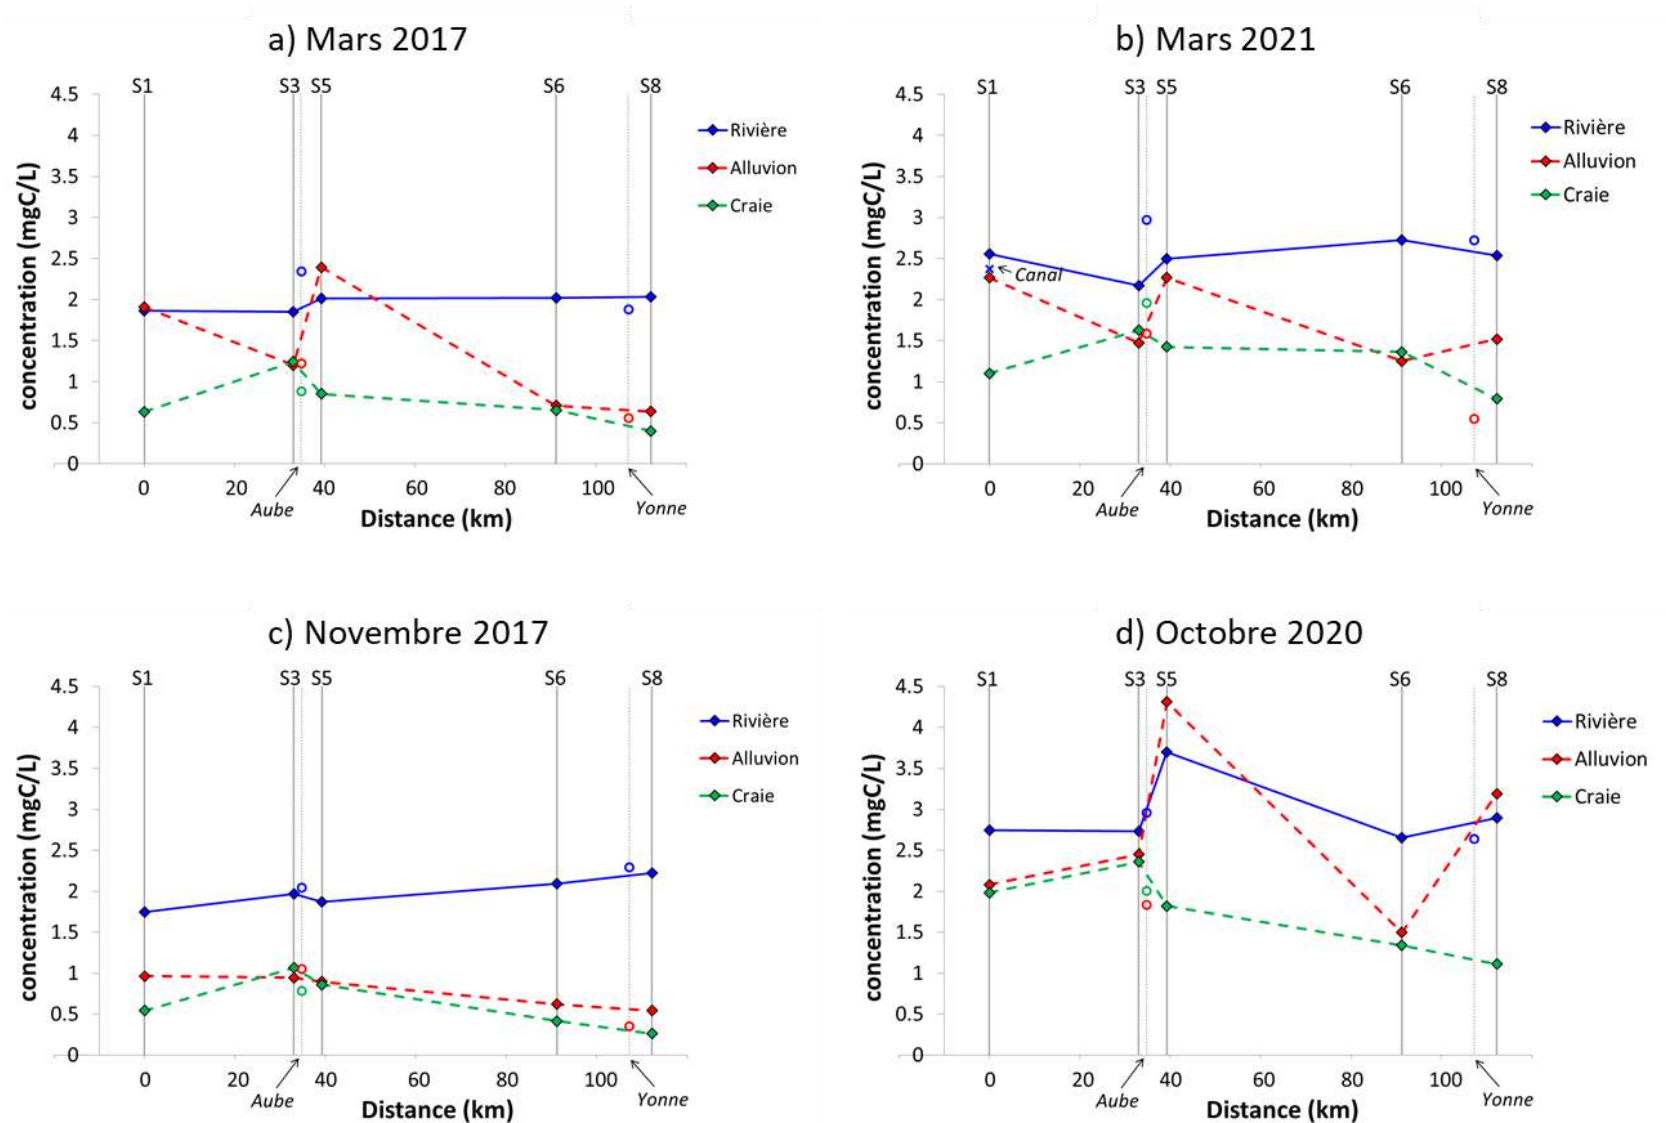 a) Mars 2017
S1 S3 S5 S6 S8
4.5
4
3.5
3
2.5
2
1.5
1
0.5
0
concentration (mgC/L)
Rivière
Alluvion
Craie
0 20 40 60 80 100
Aube
Distance (km)
Yonne
b) Mars 2021
S1 S3 S5 S6 S8
4.5
4
3.5
3
2.5
2
1.5
1
0.5
0
concentration (mgC/L)
Canal
Rivière
Alluvion
Craie
0 20 40 60 80 100
Aube
Distance (km)
Yonne
c) Novembre 2017
S1 S3 S5 S6 S8
4.5
4
3.5
3
2.5
2
1.5
1
0.5
0
concentration (mgC/L)
Rivière
Alluvion
Craie
0 20 40 60 80 100
Aube
Distance (km)
Yonne
d) Octobre 2020
S1 S3 S5 S6 S8
4.5
4
3.5
3
2.5
2
1.5
1
0.5
0
concentration (mgC/L)
Rivière
Alluvion
Craie
0 20 40 60 80 100
Aube
Distance (km)
Yonne